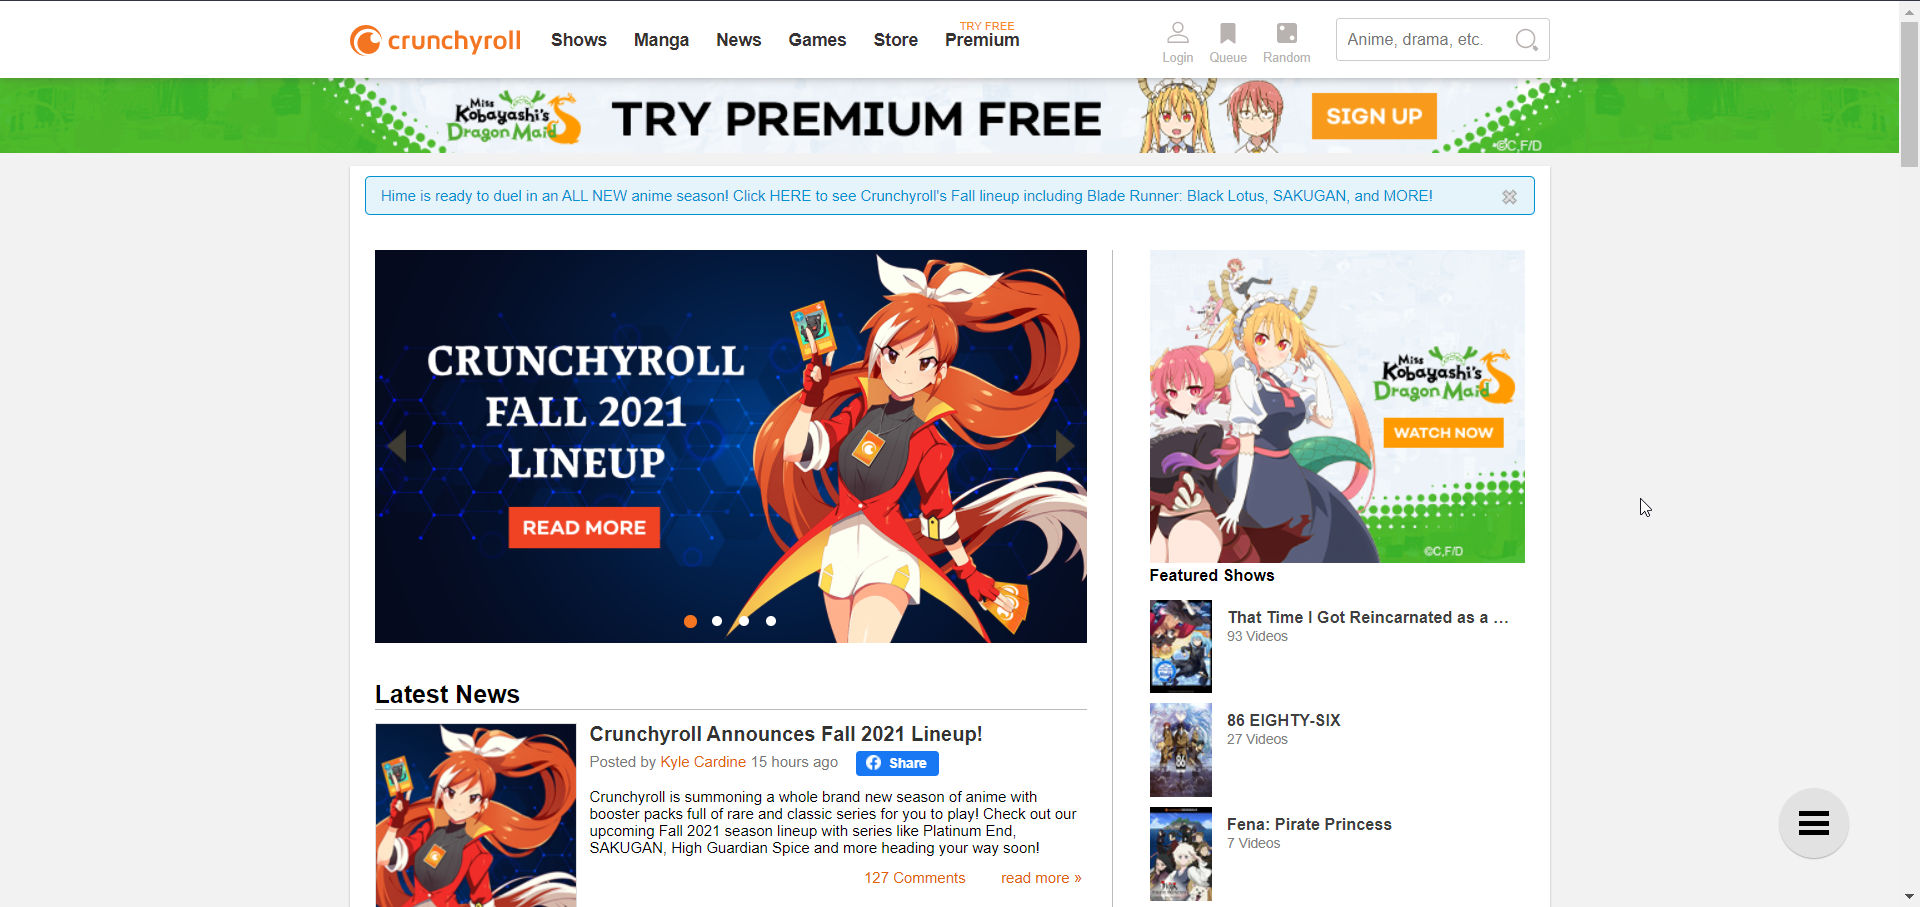 crunchyroll
Shows
Manga
News
Games
Store
TRY FREE
Premium
Login
Queue
Random
Anime, drama, etc.
Miss
Kobayashi's
Dragon Maid
TRY PREMIUM FREE
SIGN UP
©C,F/D
Hime is ready to duel in an ALL NEW anime season! Click HERE to see Crunchyroll's Fall lineup including Blade Runner: Black Lotus, SAKUGAN, and MORE!
CRUNCHYROLL
FALL 2021
LINEUP
READ MORE
Miss
Kobayashi's
Dragon Maid
WATCH NOW
©C,F/D
Featured Shows
That Time I Got Reincarnated as a ...
93 Videos
86 EIGHTY-SIX
27 Videos
Fena: Pirate Princess
7 Videos
Latest News
Crunchyroll Announces Fall 2021 Lineup!
Posted by Kyle Cardine 15 hours ago
Share
Crunchyroll is summoning a whole brand new season of anime with
booster packs full of rare and classic series for you to play! Check out our
upcoming Fall 2021 season lineup with series like Platinum End,
SAKUGAN, High Guardian Spice and more heading your way soon!
127 Comments
read more »